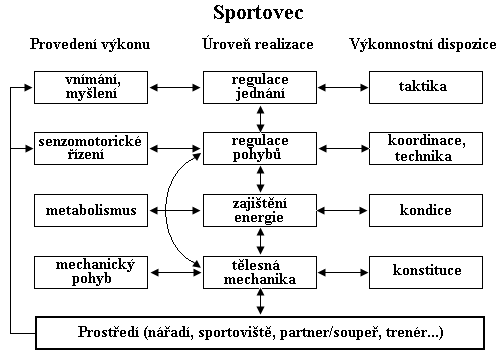 Sportovec
Provedení výkonu Úroveň realizace Výkonnostní dispozice
vnímání,
myšlení
regulace
jednání
taktika
senzomotorické
řízení
regulace
pohybů
koordinace,
technika
metabolismus
zajištění
energie
kondice
mechanický
pohyb
tělesná
mechanika
konstituce
Prostředí (nářadí, sportoviště, partner/soupeř, trenér...)